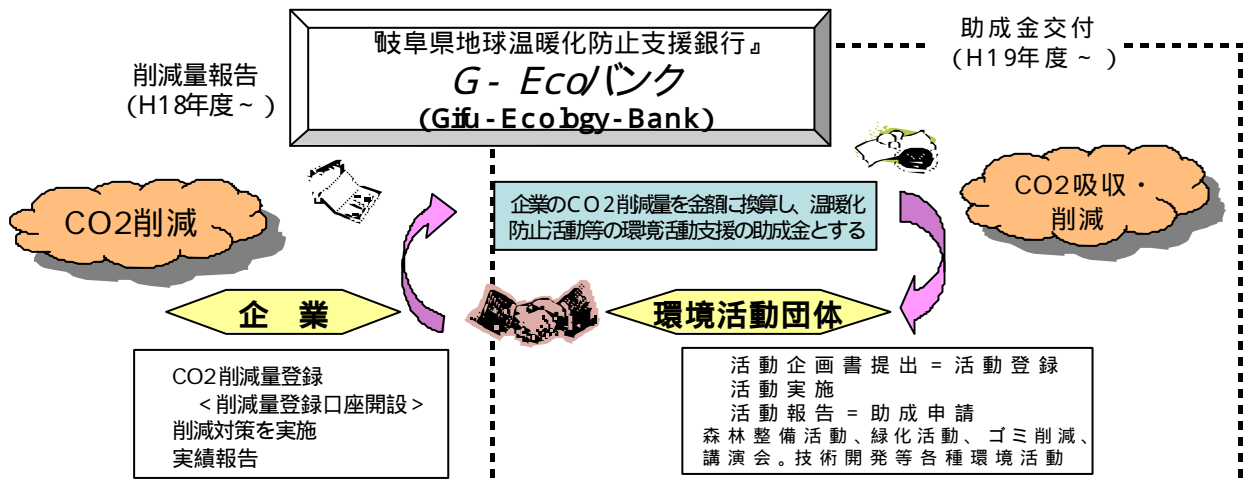 『岐阜県地球温暖化防止支援銀行』
G - Ecoバンク
(Gifu-Ecology-Bank)
助成金交付
(H19年度~)
削減量報告
(H18年度~)
CO2削減
企業のCO2削減量を金額に換算し、温暖化
防止活動等の環境活動支援の助成金とする
CO2吸収・
削減
企 業
環境活動団体
CO2削減量登録
<削減量登録口座開設>
削減対策を実施
実績報告
活動企画書提出=活動登録
活動実施
活動報告=助成申請
森林整備活動、緑化活動、ゴミ削減、
講演会。技術開発等各種環境活動